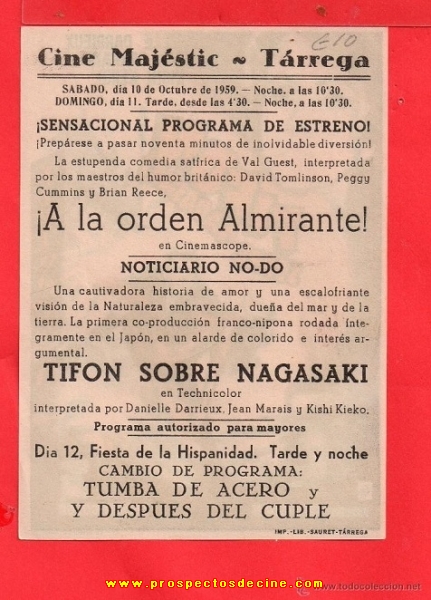 E10
Cine Majéstic ~ Tárrega
SABADO, día 10 de Octubre de 1959. — Noche, a las 10'30.
DOMINGO, día 11. Tarde, desde las 4'30. — Noche, a las 10'30.
¡SENSACIONAL PROGRAMA DE ESTRENO!
¡Prepárese a pasar noventa minutos de inolvidable diversión!
La estupenda comedia satírica de Val Guest, interpretada
por los maestros del humor británico: David Tomlinson, Peggy
Cummins y Brian Reece,
¡A la orden Almirante!
en Cinemascope.
NOTICIARIO NO-DO
Una cautivadora historia de amor y una escalofriante
visión de la Naturaleza embravecida, dueña del mar y de la
tierra. La primera co-producción franco-nipona rodada ínte-
gramente en el Japón, en un alarde de colorido e interés ar-
gumental.
TIFON SOBRE NAGASAKI
en Technicolor
interpretada por Danielle Darrieux, Jean Marais y Kishi Kieko.
Programa autorizado para mayores
Dia 12, Fiesta de la Hispanidad. Tarde y noche
CAMBIO DE PROGRAMA:
TUMBA DE ACERO y
Y DESPUES DEL CUPLE
IMP.-LIB.-SAURET-TÁRREGA
www.prospectosdecine.com
todocoleccion.net